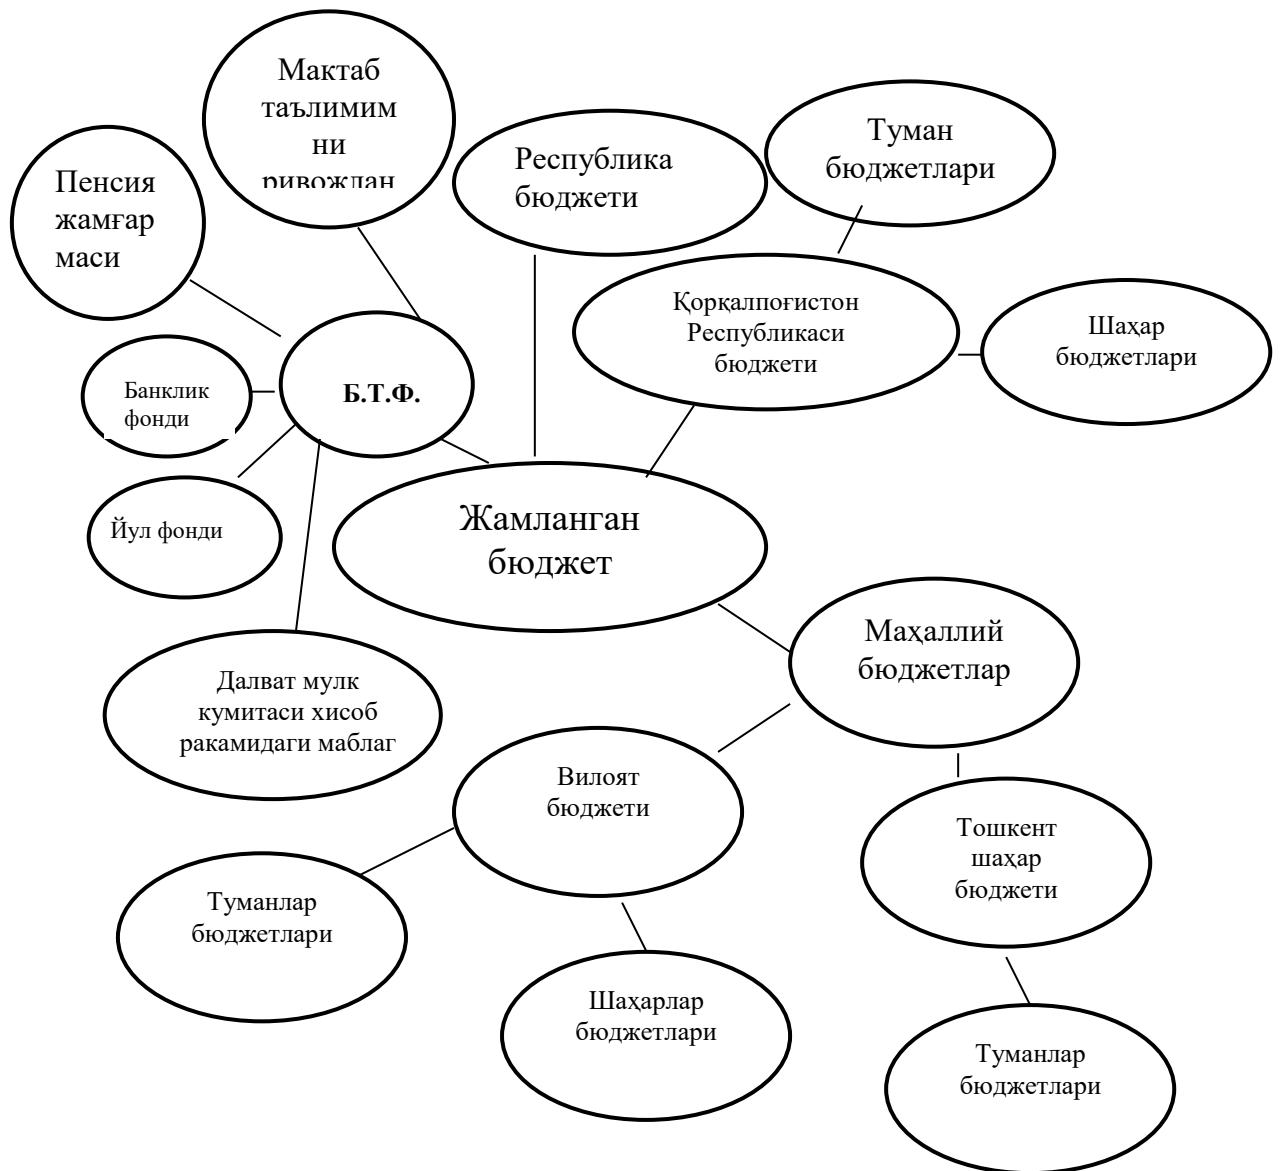 Мактаб
таълимим
ни
ривождан
Пенсия
жамғар
маси
Республика
бюджети
Туман
бюджетлари
Қорқалпоғистон
Республикаси
бюджети
Шаҳар
бюджетлари
Банклик
фонди
Б.Т.Ф.
Йул фонди
Жамланган
бюджет
Маҳаллий
бюджетлар
Далват мулк
кумитаси хисоб
ракамидаги маблаг
Вилоят
бюджети
Тошкент
шаҳар
бюджети
Туманлар
бюджетлари
Шаҳарлар
бюджетлари
Туманлар
бюджетлари